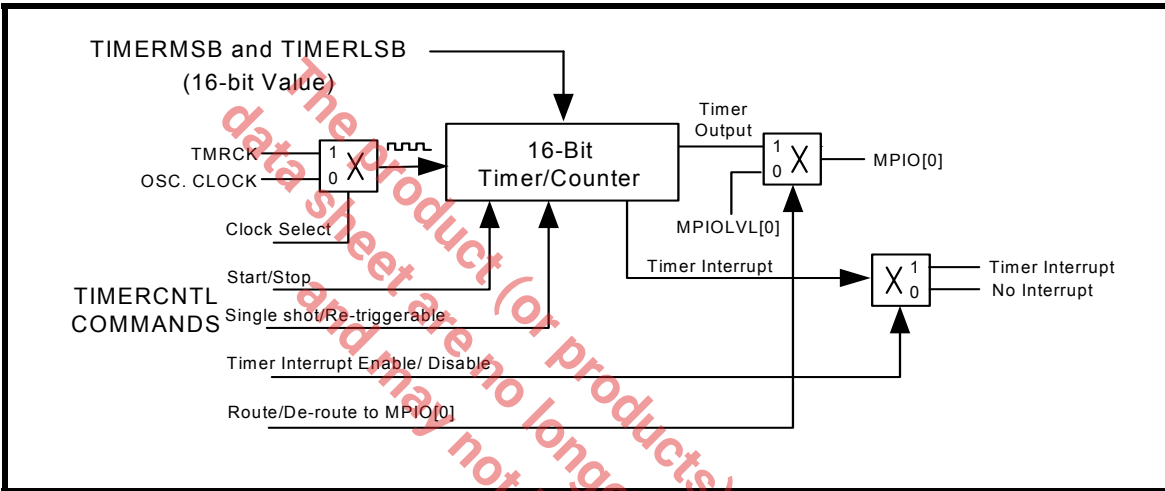 TIMERMSB and TIMERLSB
(16-bit Value)
TMRCK
OSC. CLOCK
1
0
X
Clock Select
16-Bit
Timer/Counter
Timer
Output
1
0
X
MPIO[0]
MPIOLVL[0]
Timer Interrupt
X
1
0
Timer Interrupt
No Interrupt
TIMERCNTL
COMMANDS
Start/Stop
Single shot/Re-triggerable
Timer Interrupt Enable/ Disable
Route/De-route to MPIO[0]
The product (or products)
data sheet are no longe
and may not